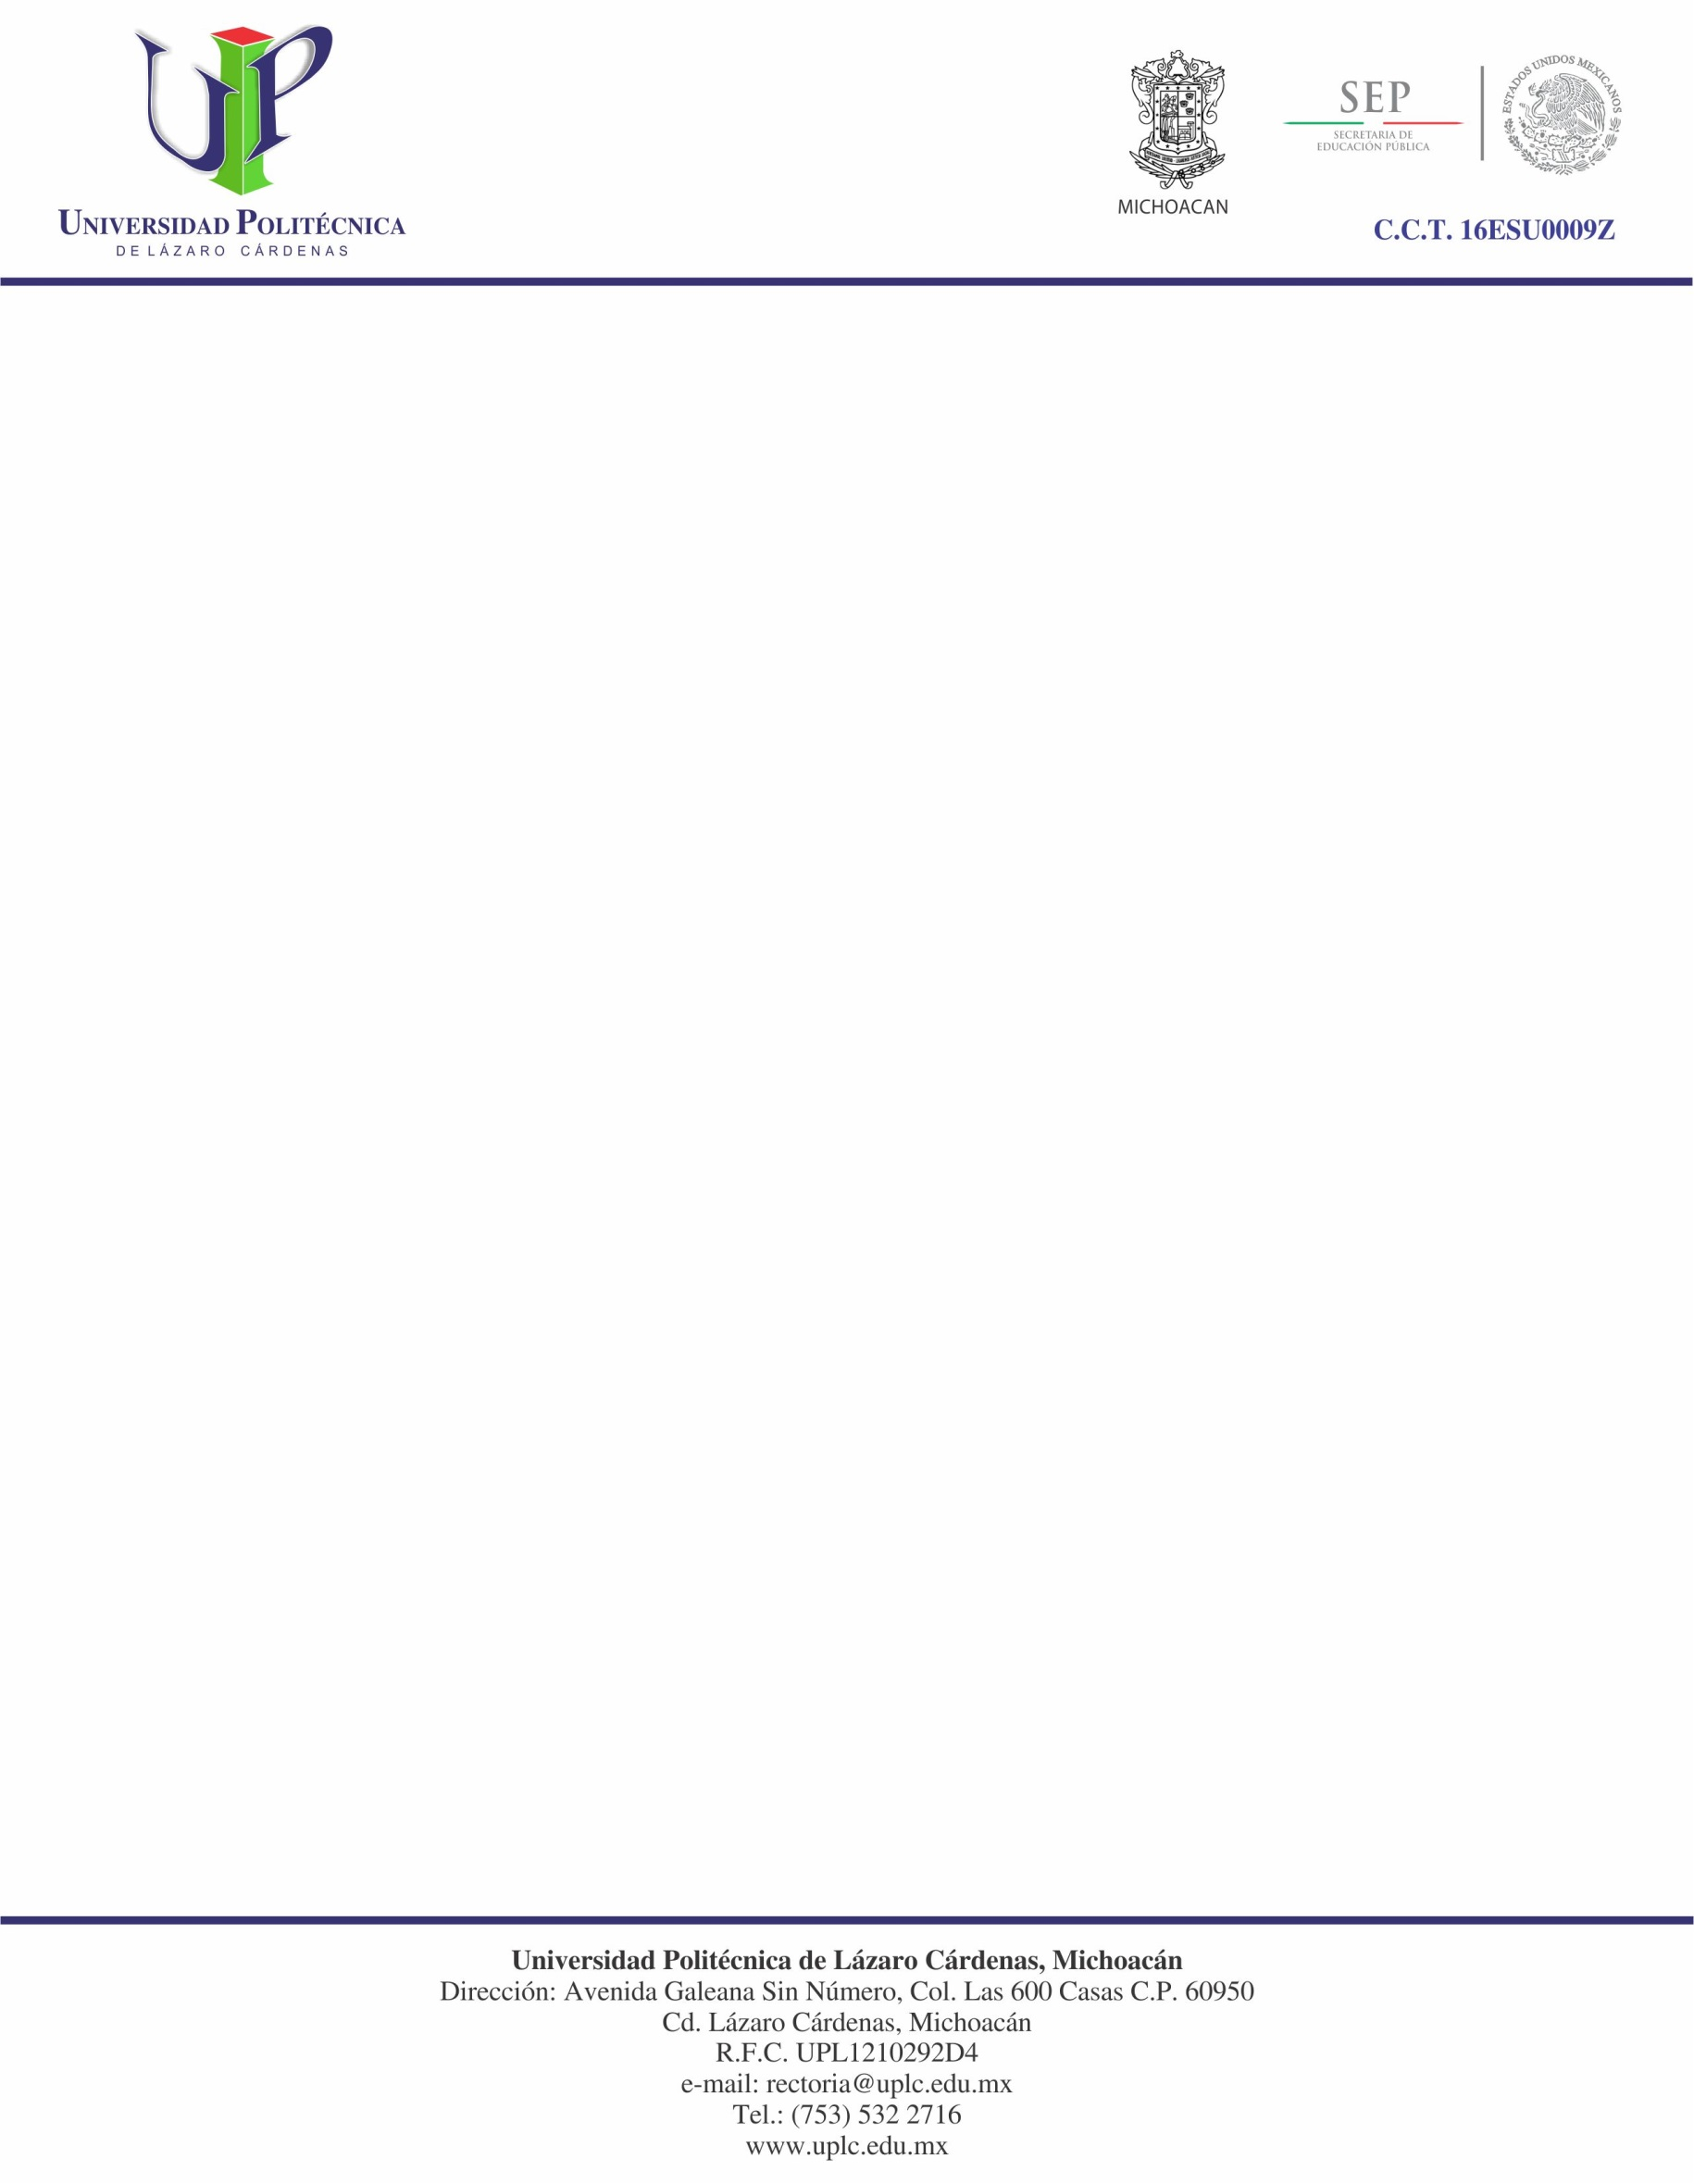 UNIVERSIDAD POLITÉCNICA
DE LÁZARO CÁRDENAS
MICHOACAN
SEP
SECRETARIA DE
EDUCACIÓN PÚBLICA
ESTADOS UNIDOS MEXICANOS
C.C.T. 16ESU0009Z
Universidad Politécnica de Lázaro Cárdenas, Michoacán
Dirección: Avenida Galeana Sin Número, Col. Las 600 Casas C.P. 60950
Cd. Lázaro Cárdenas, Michoacán
R.F.C. UPL1210292D4
e-mail: rectoria@uplc.edu.mx
Tel.: (753) 532 2716
www.uplc.edu.mx